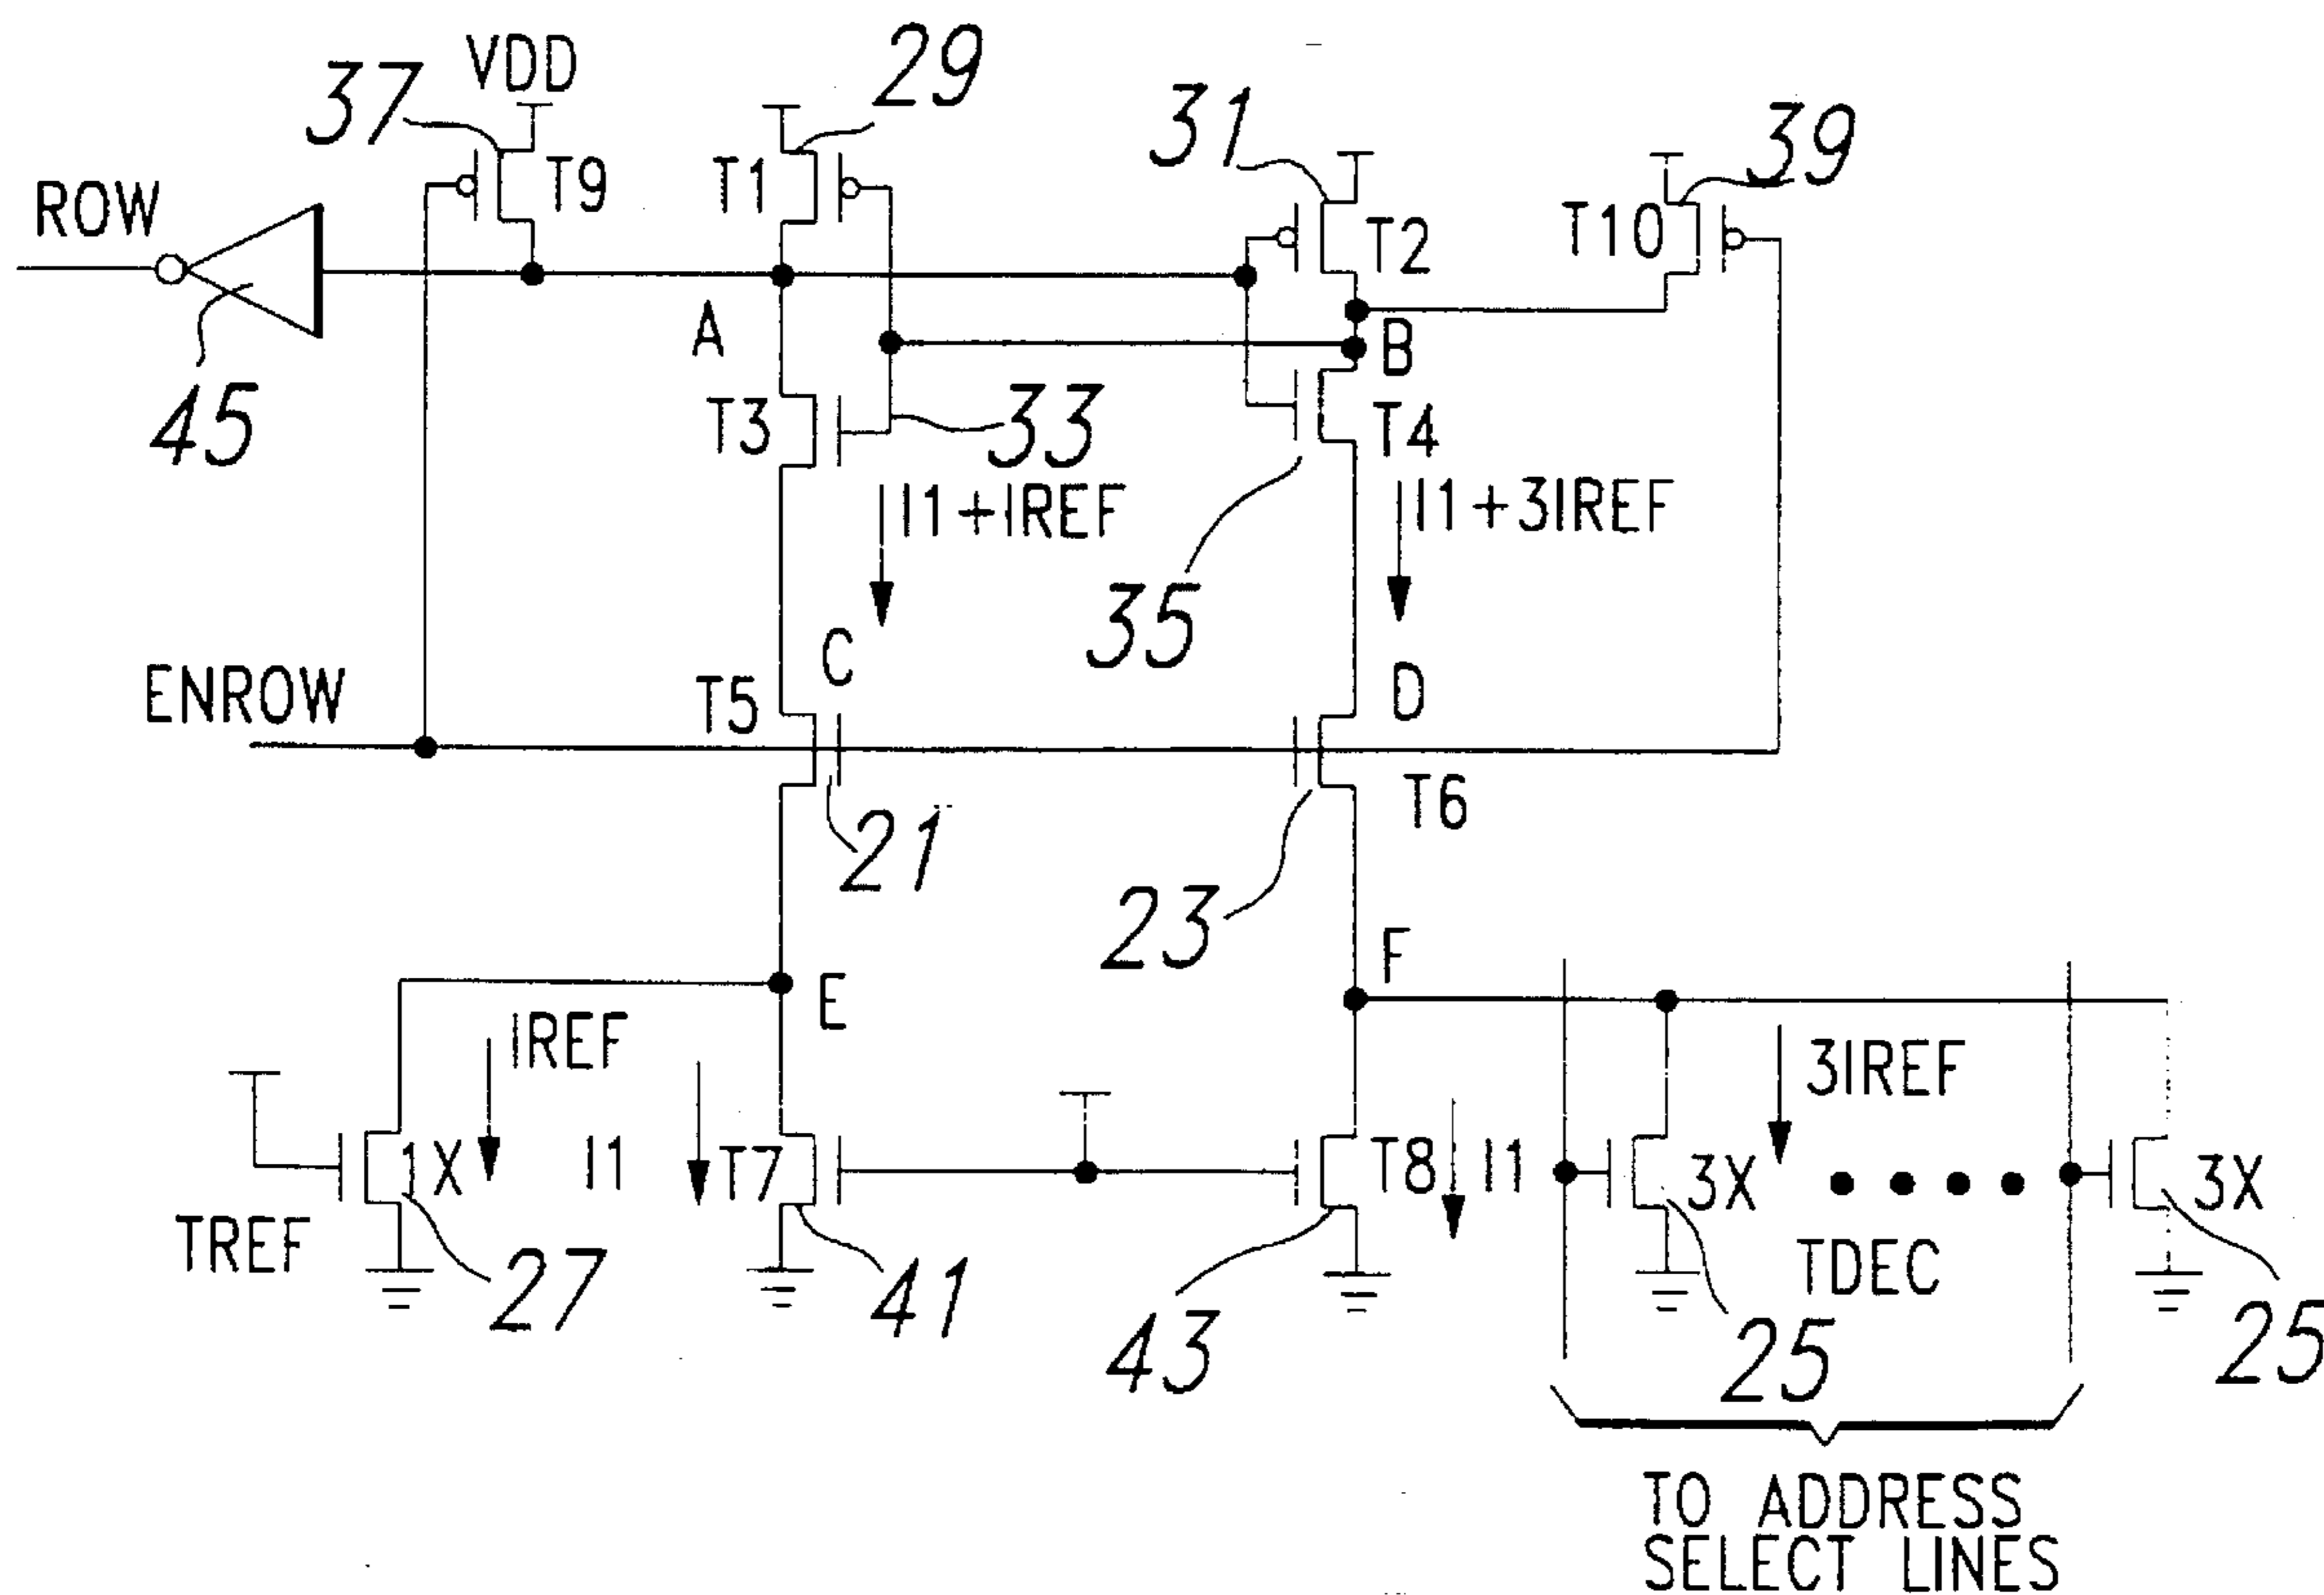 37
VDD
29
31
39
ROW
T9
T1
T2
T10
A
B
45
T3
33
T4
I1+IREF
I1+3IREF
35
C
D
ENROW
T5
T6
21
23
E
F
IREF
3IREF
1X
I1
T7
T8
I1
3X
3X
TREF
TDEC
27
41
43
25
25
TO ADDRESS
SELECT LINES